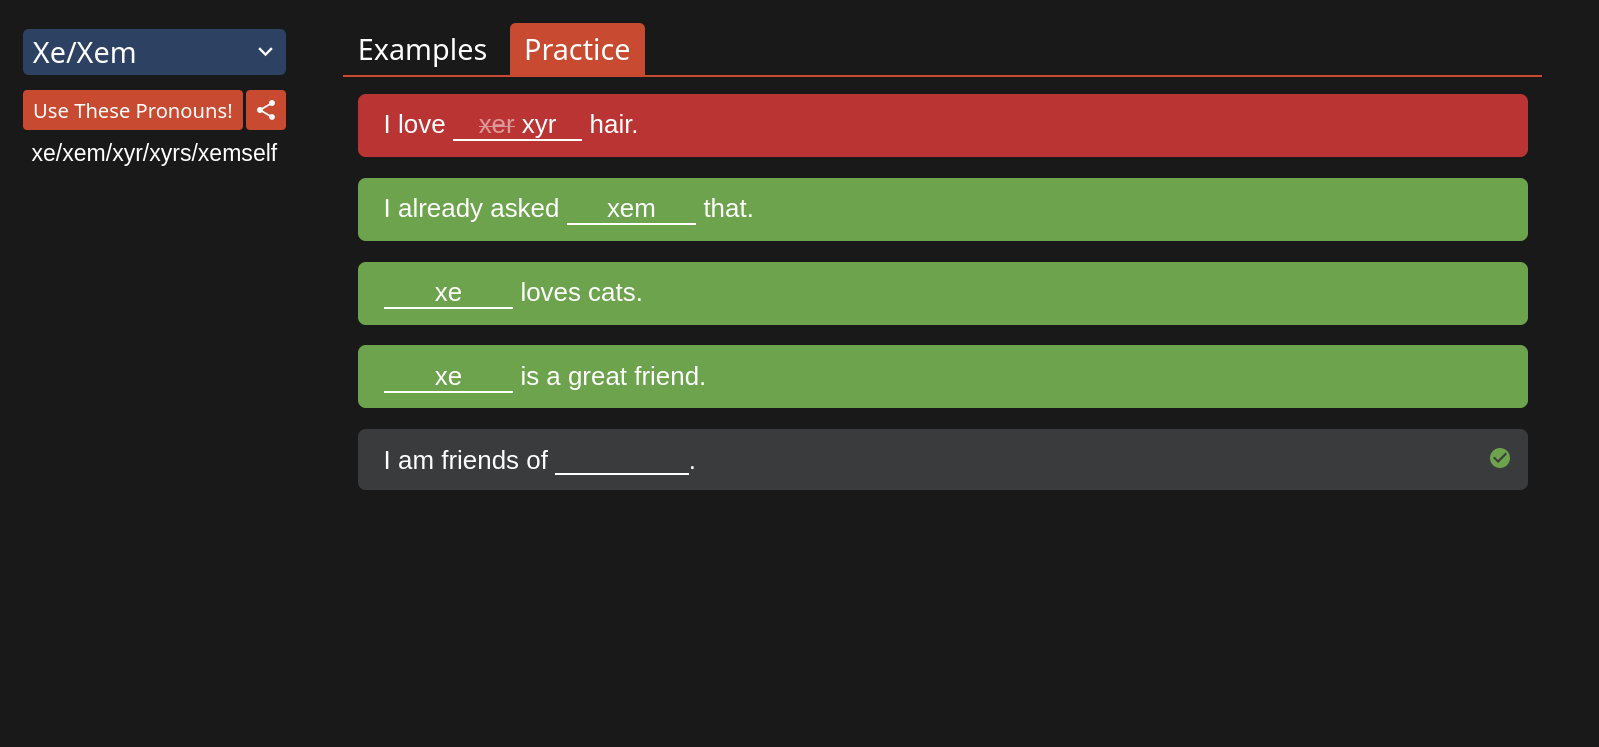 Xe/Xem
Use These Pronouns!
xe/xem/xyr/xyrs/xemself
Examples Practice
I love xer xyr hair.
I already asked xem that.
xe loves cats.
xe is a great friend.
I am friends of .